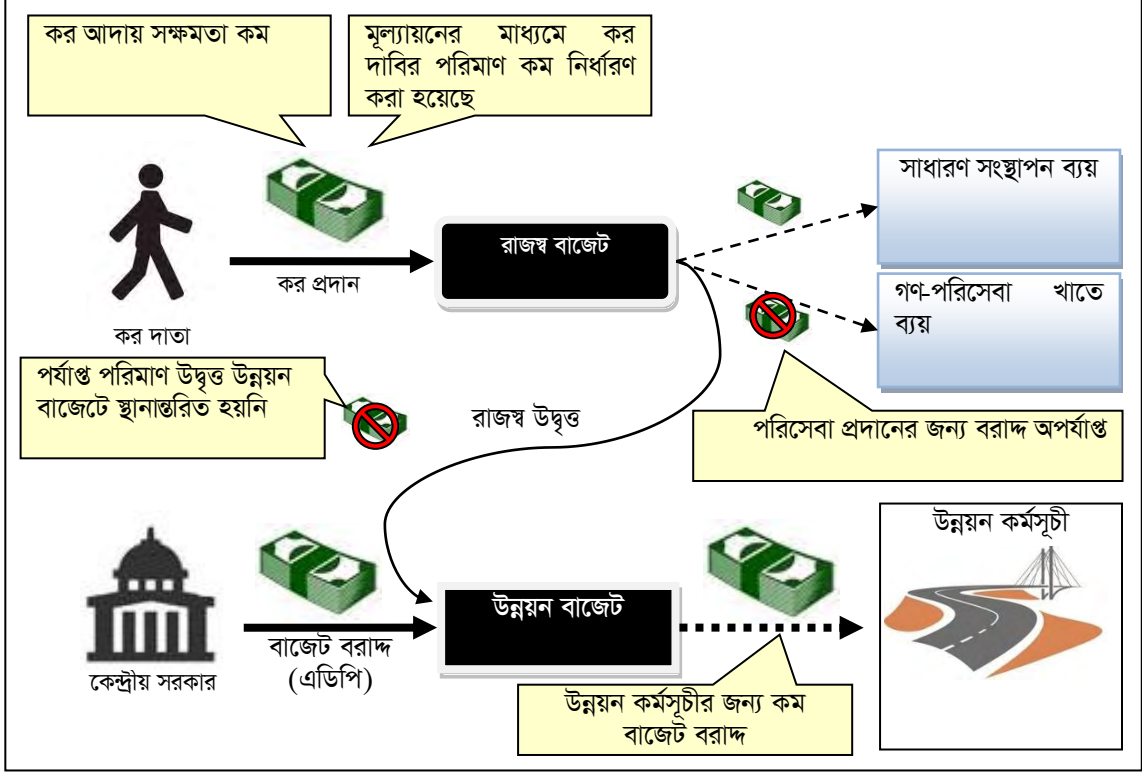 কর আদায় সক্ষমতা কম
মূল্যায়নের মাধ্যমে কর
দাবির পরিমাণ কম নির্ধারণ
করা হয়েছে
সাধারণ সংস্থাপন ব্যয়
রাজস্ব বাজেট
কর প্রদান
গণ-পরিসেবা খাতে
ব্যয়
কর দাতা
পর্যাপ্ত পরিমাণ উদ্বৃত্ত উন্নয়ন
বাজেটে স্থানান্তরিত হয়নি
রাজস্ব উদ্বৃত্ত
পরিসেবা প্রদানের জন্য বরাদ্দ অপর্যাপ্ত
উন্নয়ন কর্মসূচী
উন্নয়ন বাজেট
বাজেট বরাদ্দ
(এডিপি)
কেন্দ্রীয় সরকার
উন্নয়ন কর্মসূচীর জন্য কম
বাজেট বরাদ্দ